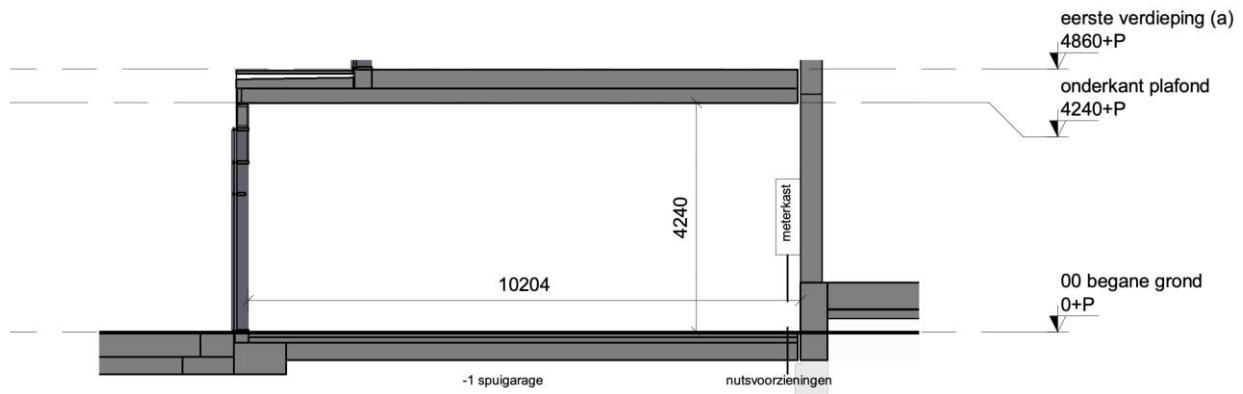 eerste verdieping (a)
4860+P
onderkant plafond
4240+P
meterkast
4240
10204
00 begane grond
0+P
-1 spuigarage
nutsvoorzieningen